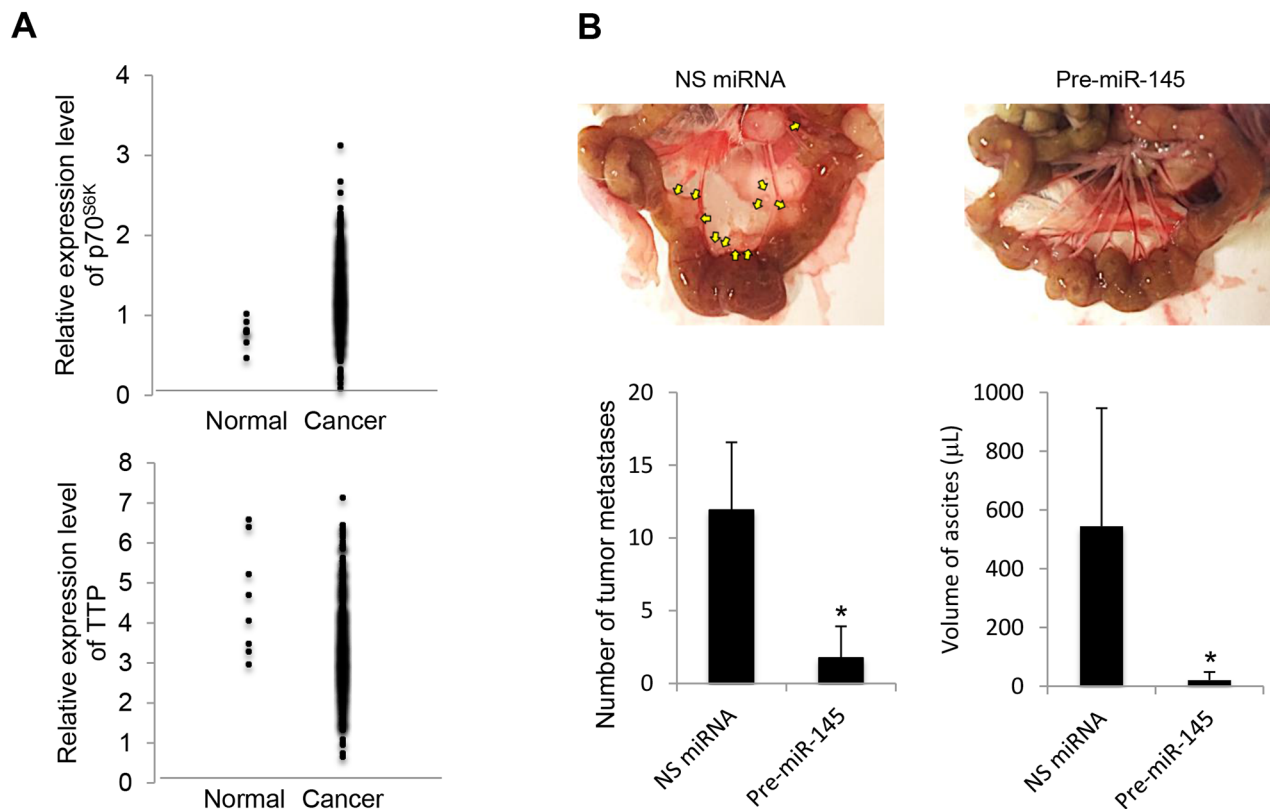 A
Relative expression level
of p70^S6K
4
3
2
1
0
Normal Cancer
Relative expression level
of TTP
8
7
6
5
4
3
2
1
0
Normal Cancer
B
NS miRNA
Pre-miR-145
Number of tumor metastases
20
15
10
5
0
*
NS miRNA
Pre-miR-145
Volume of ascites (µL)
1000
800
600
400
200
0
*
NS miRNA
Pre-miR-145